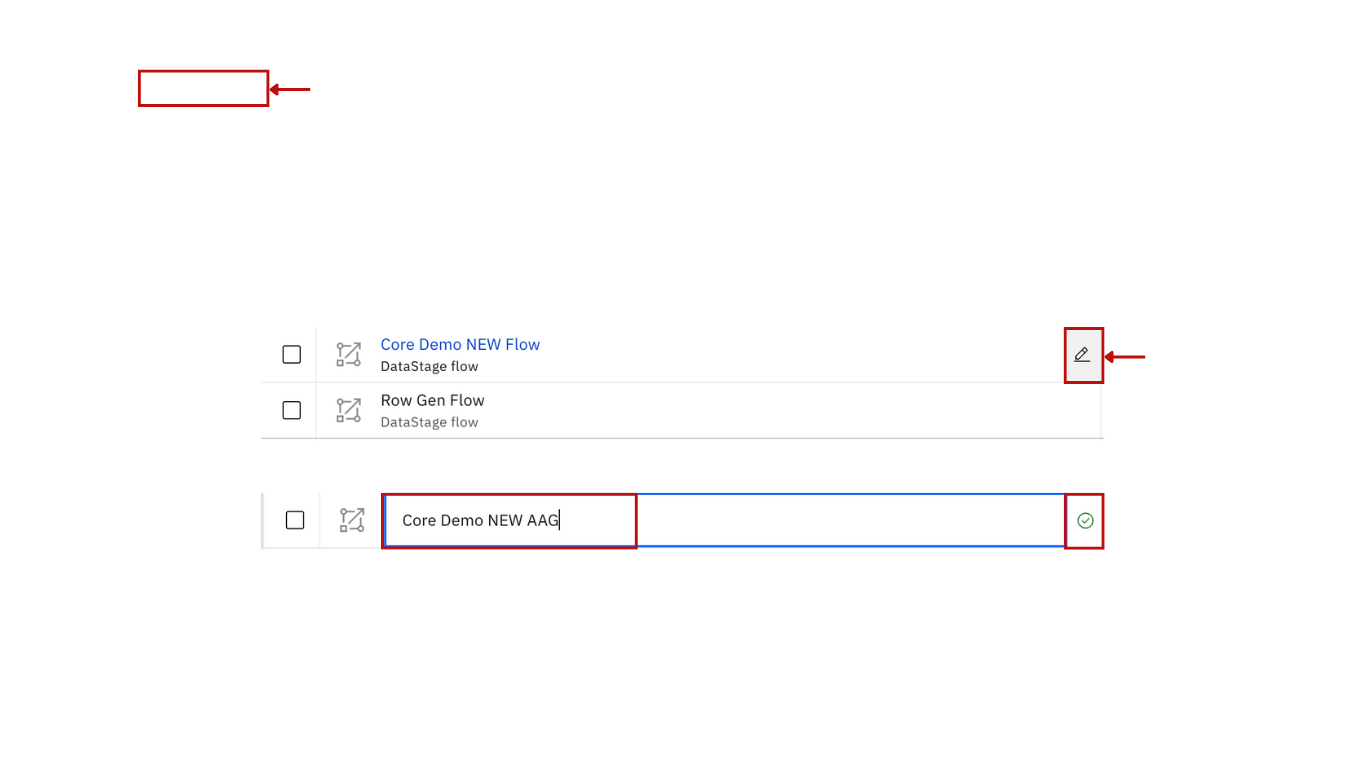 Core Demo NEW Flow
DataStage flow
Row Gen Flow
DataStage flow
Core Demo NEW AAG